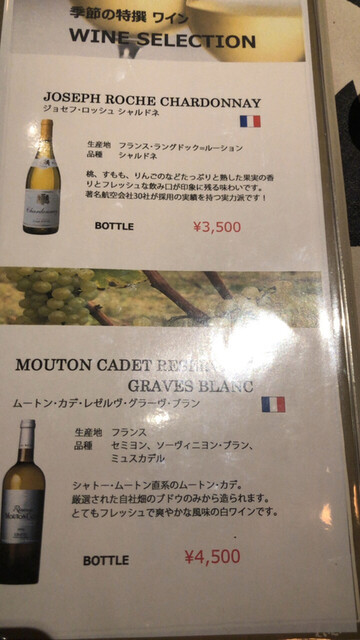 季節の特撰 ワイン
WINE SELECTION
JOSEPH ROCHE CHARDONNAY
ジョセフ・ロッシュ シャルドネ
生産地 フランス・ラングドック=ルーション
品種 シャルドネ
桃、すもも、りんごのなどたっぷりと熟した果実の香
りとフレッシュな飲み口が印象に残る味わいです。
著名航空会社30社が採用の実績を持つ実力派です！
BOTTLE ¥3,500
MOUTON CADET
GRAVES BLANC
ムートン・カデ・レゼルヴ・グラーヴ・ブラン
生産地 フランス
品種 セミヨン、ソーヴィニヨン・ブラン、
ミュスカデル
シャトー・ムートン直系のムートン・カデ。
厳選された自社畑のブドウのみから造られます。
とてもフレッシュで爽やかな風味の白ワインです。
BOTTLE ¥4,500